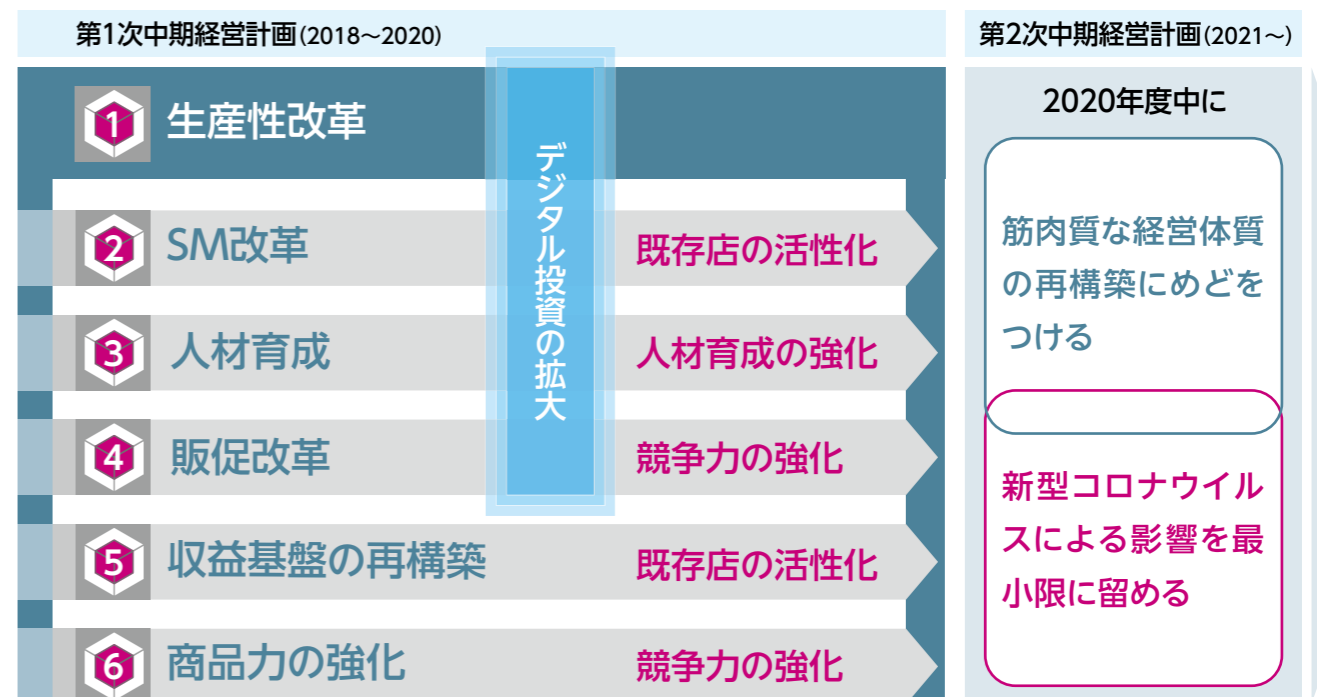 第1次中期経営計画(2018～2020)
第2次中期経営計画(2021～)
1 生産性改革
デジタル投資の拡大
2 SM改革
既存店の活性化
3 人材育成
人材育成の強化
4 販促改革
競争力の強化
5 収益基盤の再構築
既存店の活性化
6 商品力の強化
競争力の強化
2020年度中に
筋肉質な経営体質
の再構築にめどを
つける
新型コロナウイル
スによる影響を最
小限に留める